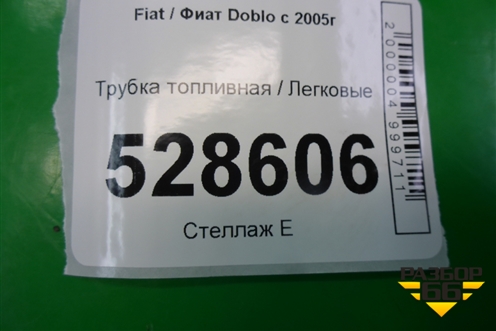 Fiat / Фиат Doblo с 2005г
Трубка топливная / Легковые
528606
Стеллаж Е
2000004999711
РАЗБОР
66